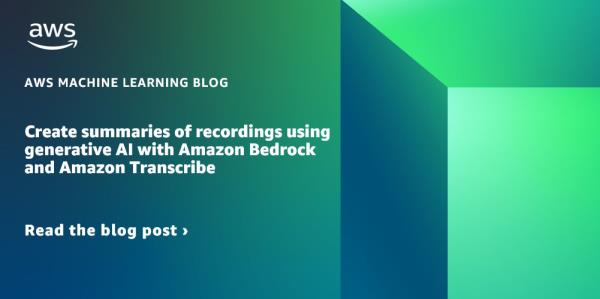 aws
AWS MACHINE LEARNING BLOG
Create summaries of recordings using
generative AI with Amazon Bedrock
and Amazon Transcribe
Read the blog post ›